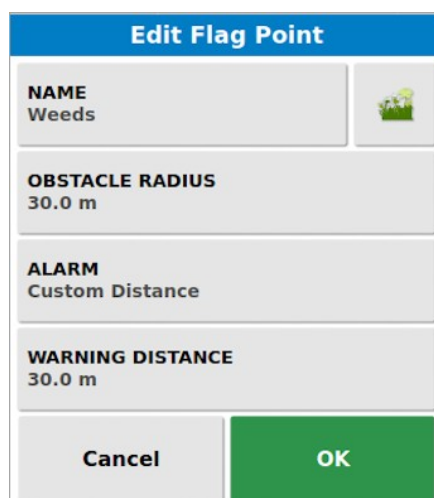 Edit Flag Point
NAME
Weeds
OBSTACLE RADIUS
30.0 m
ALARM
Custom Distance
WARNING DISTANCE
30.0 m
Cancel
OK